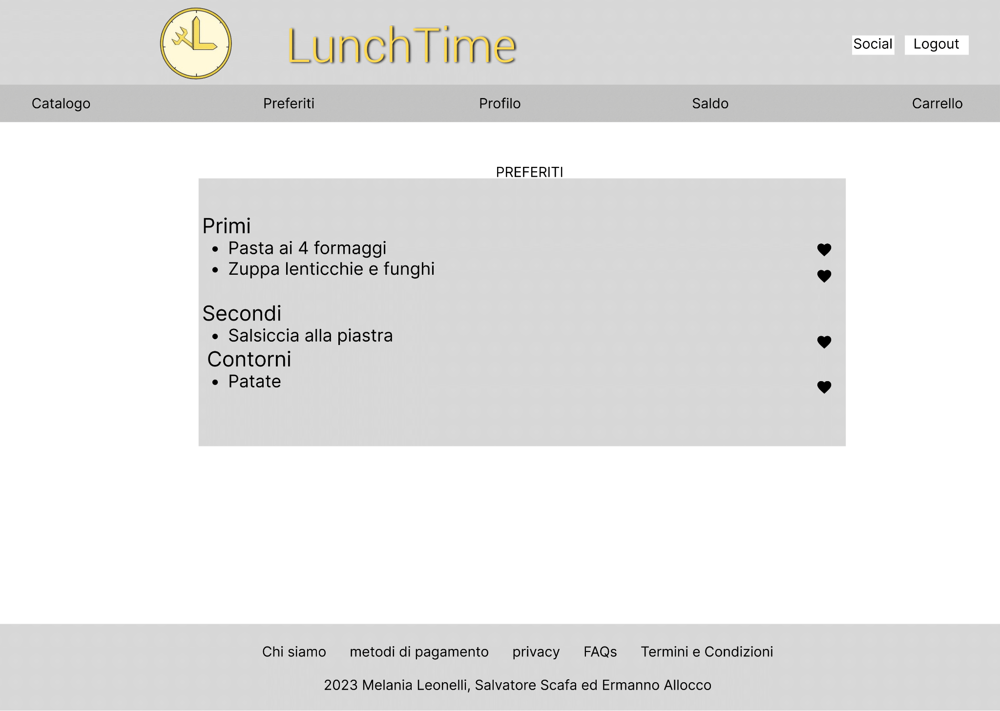 LunchTime
Social Logout
Catalogo Preferiti Profilo Saldo Carrello
PREFERITI
Primi
• Pasta ai 4 formaggi
• Zuppa lenticchie e funghi
Secondi
• Salsiccia alla piastra
Contorni
• Patate
Chi siamo metodi di pagamento privacy FAQs Termini e Condizioni
2023 Melania Leonelli, Salvatore Scafa ed Ermanno Allocco